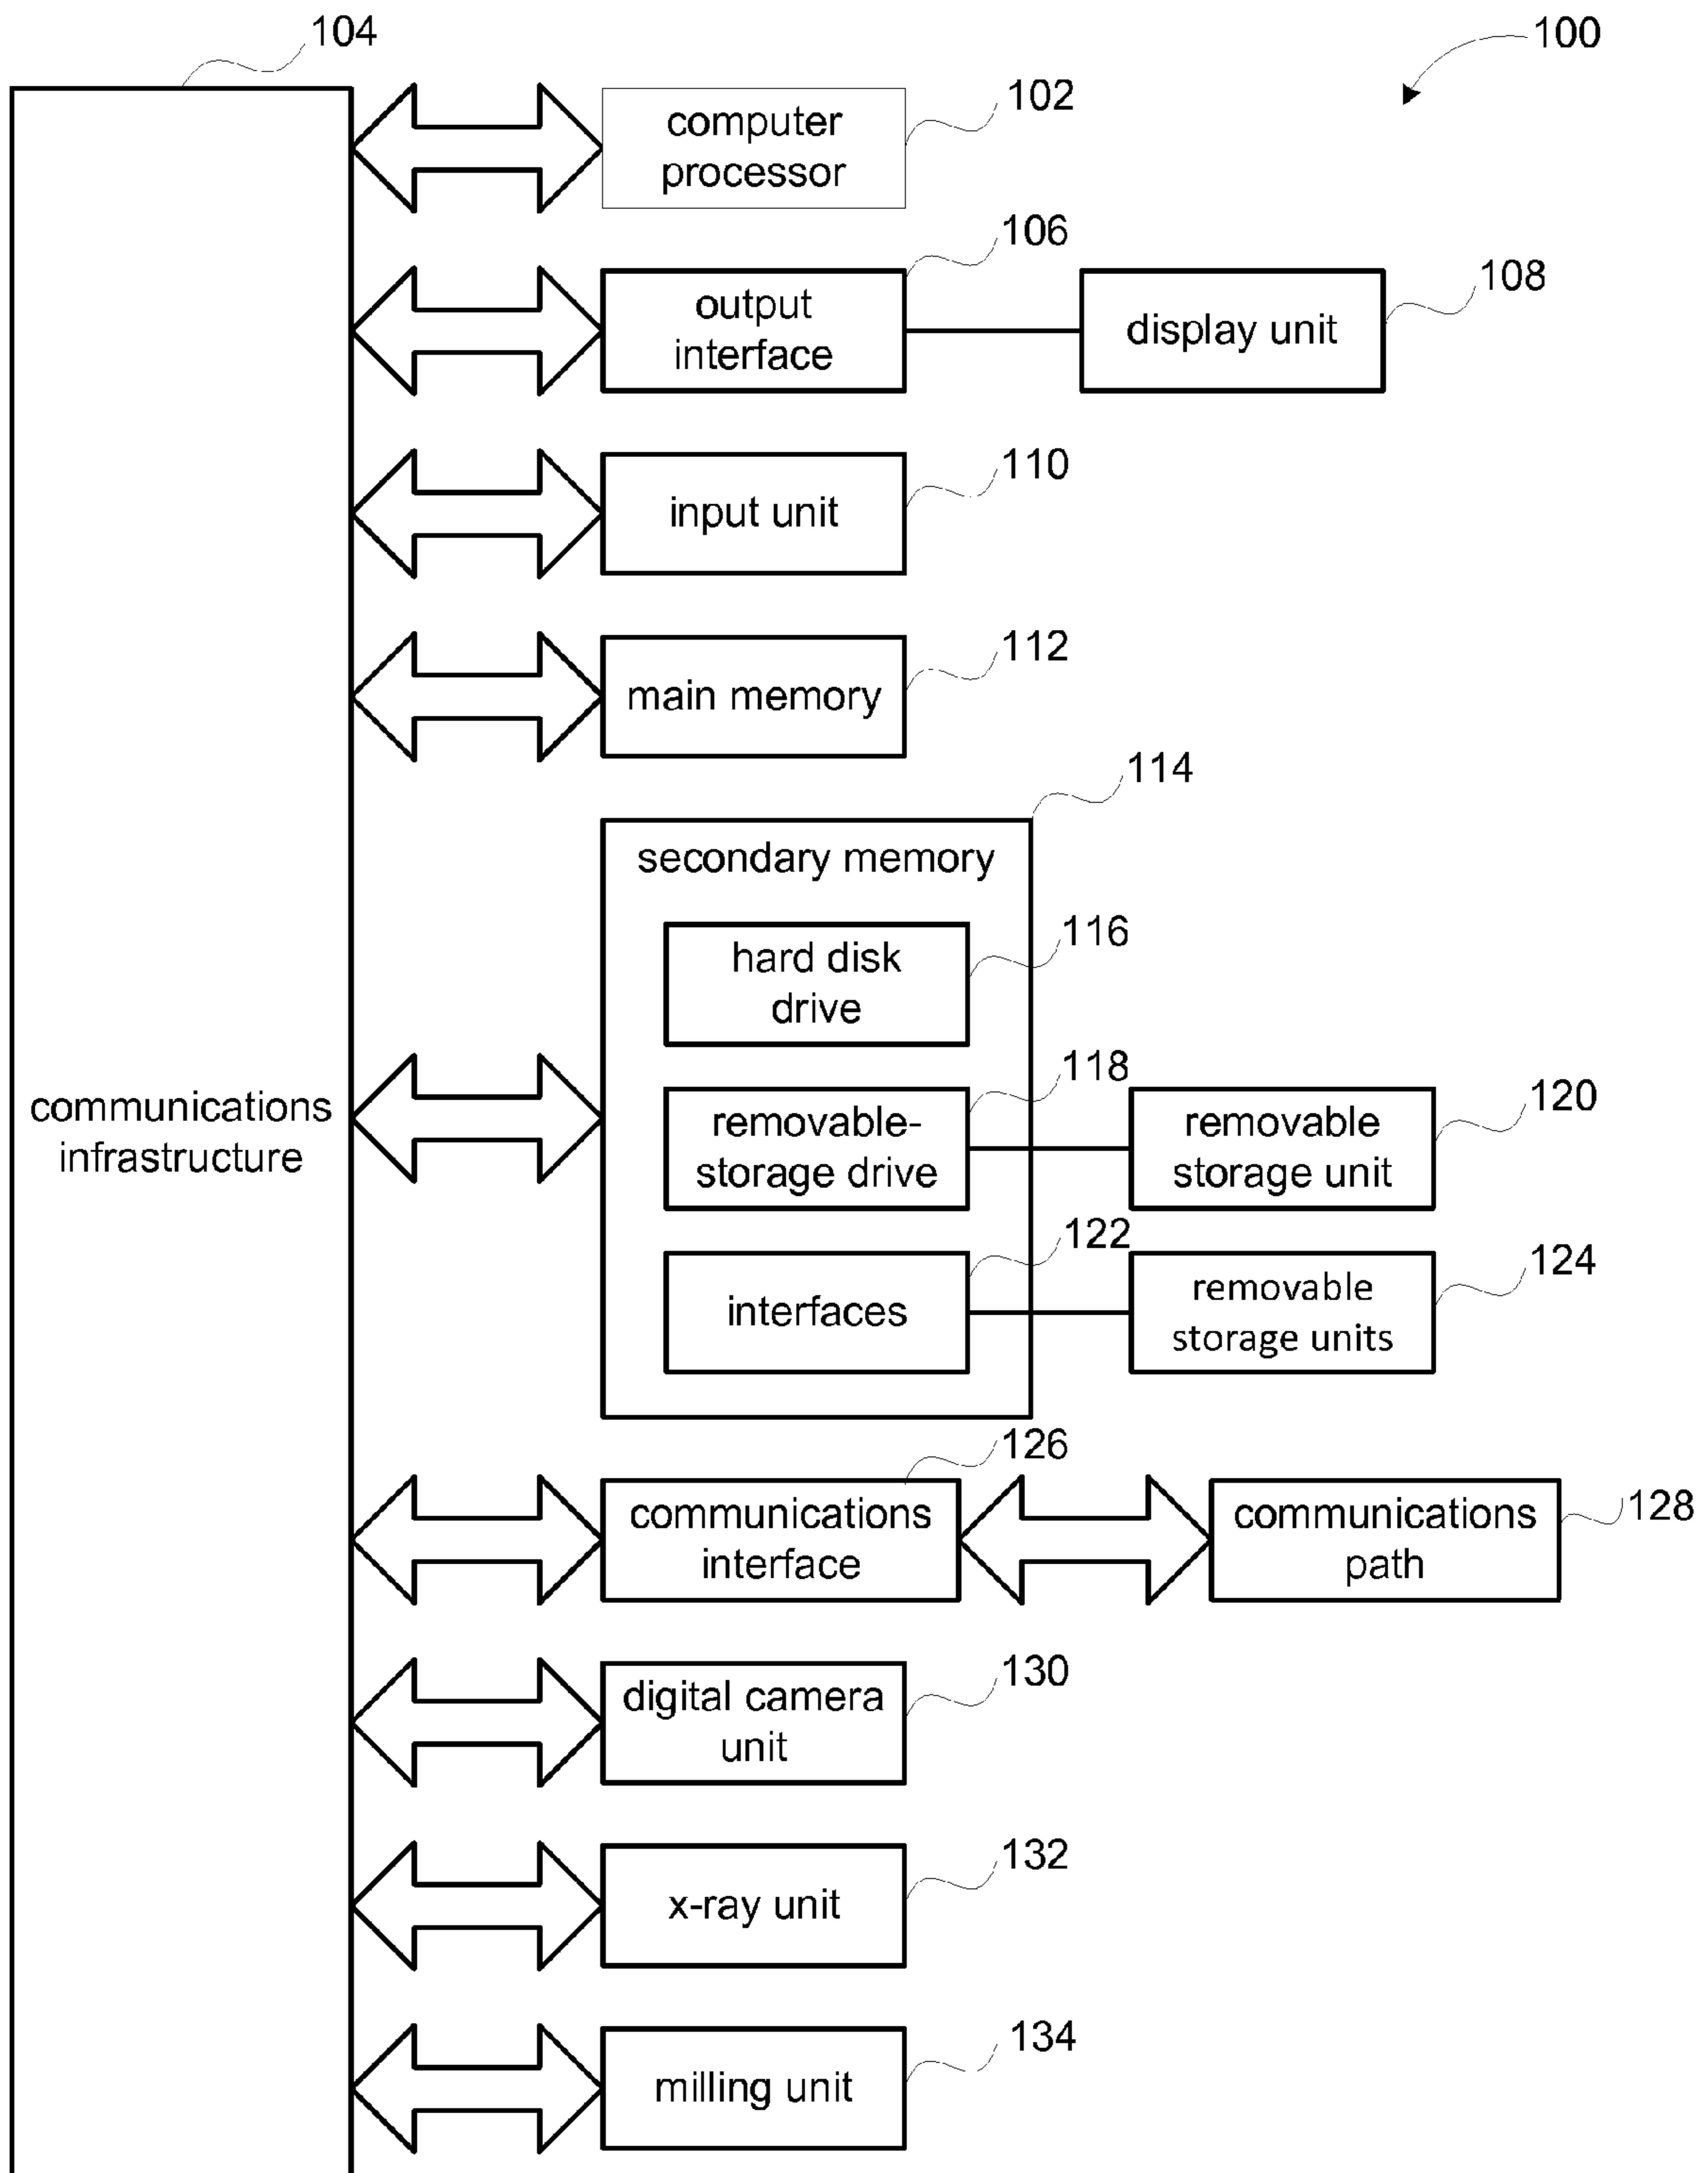 104
100
computer
processor
102
output
interface
106
display unit
108
input unit
110
main memory
112
communications
infrastructure
secondary memory
114
hard disk
drive
116
removable-
storage drive
118
removable
storage unit
120
interfaces
122
removable
storage units
124
communications
interface
126
communications
path
128
digital camera
unit
130
x-ray unit
132
milling unit
134